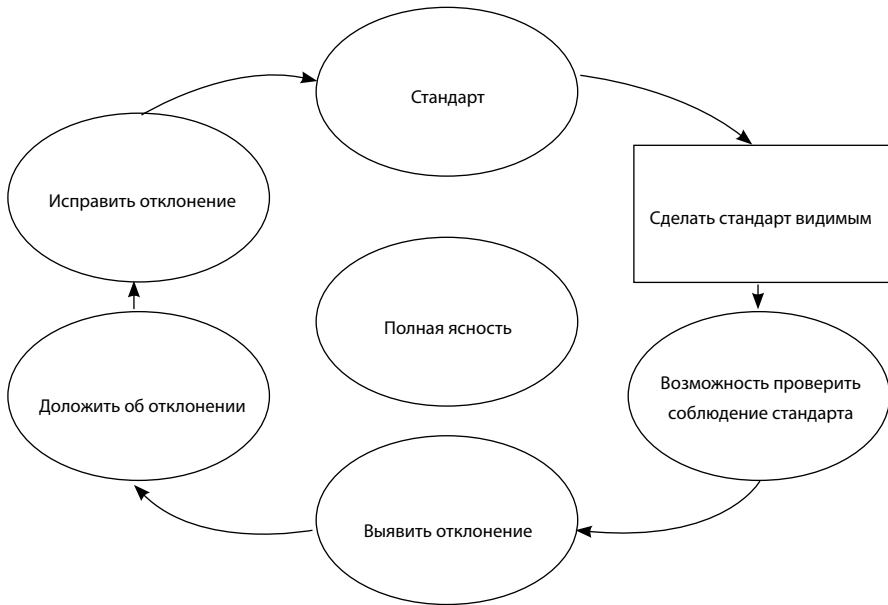 Стандарт
Исправить отклонение
Сделать стандарт видимым
Полная ясность
Возможность проверить
соблюдение стандарта
Доложить об отклонении
Выявить отклонение